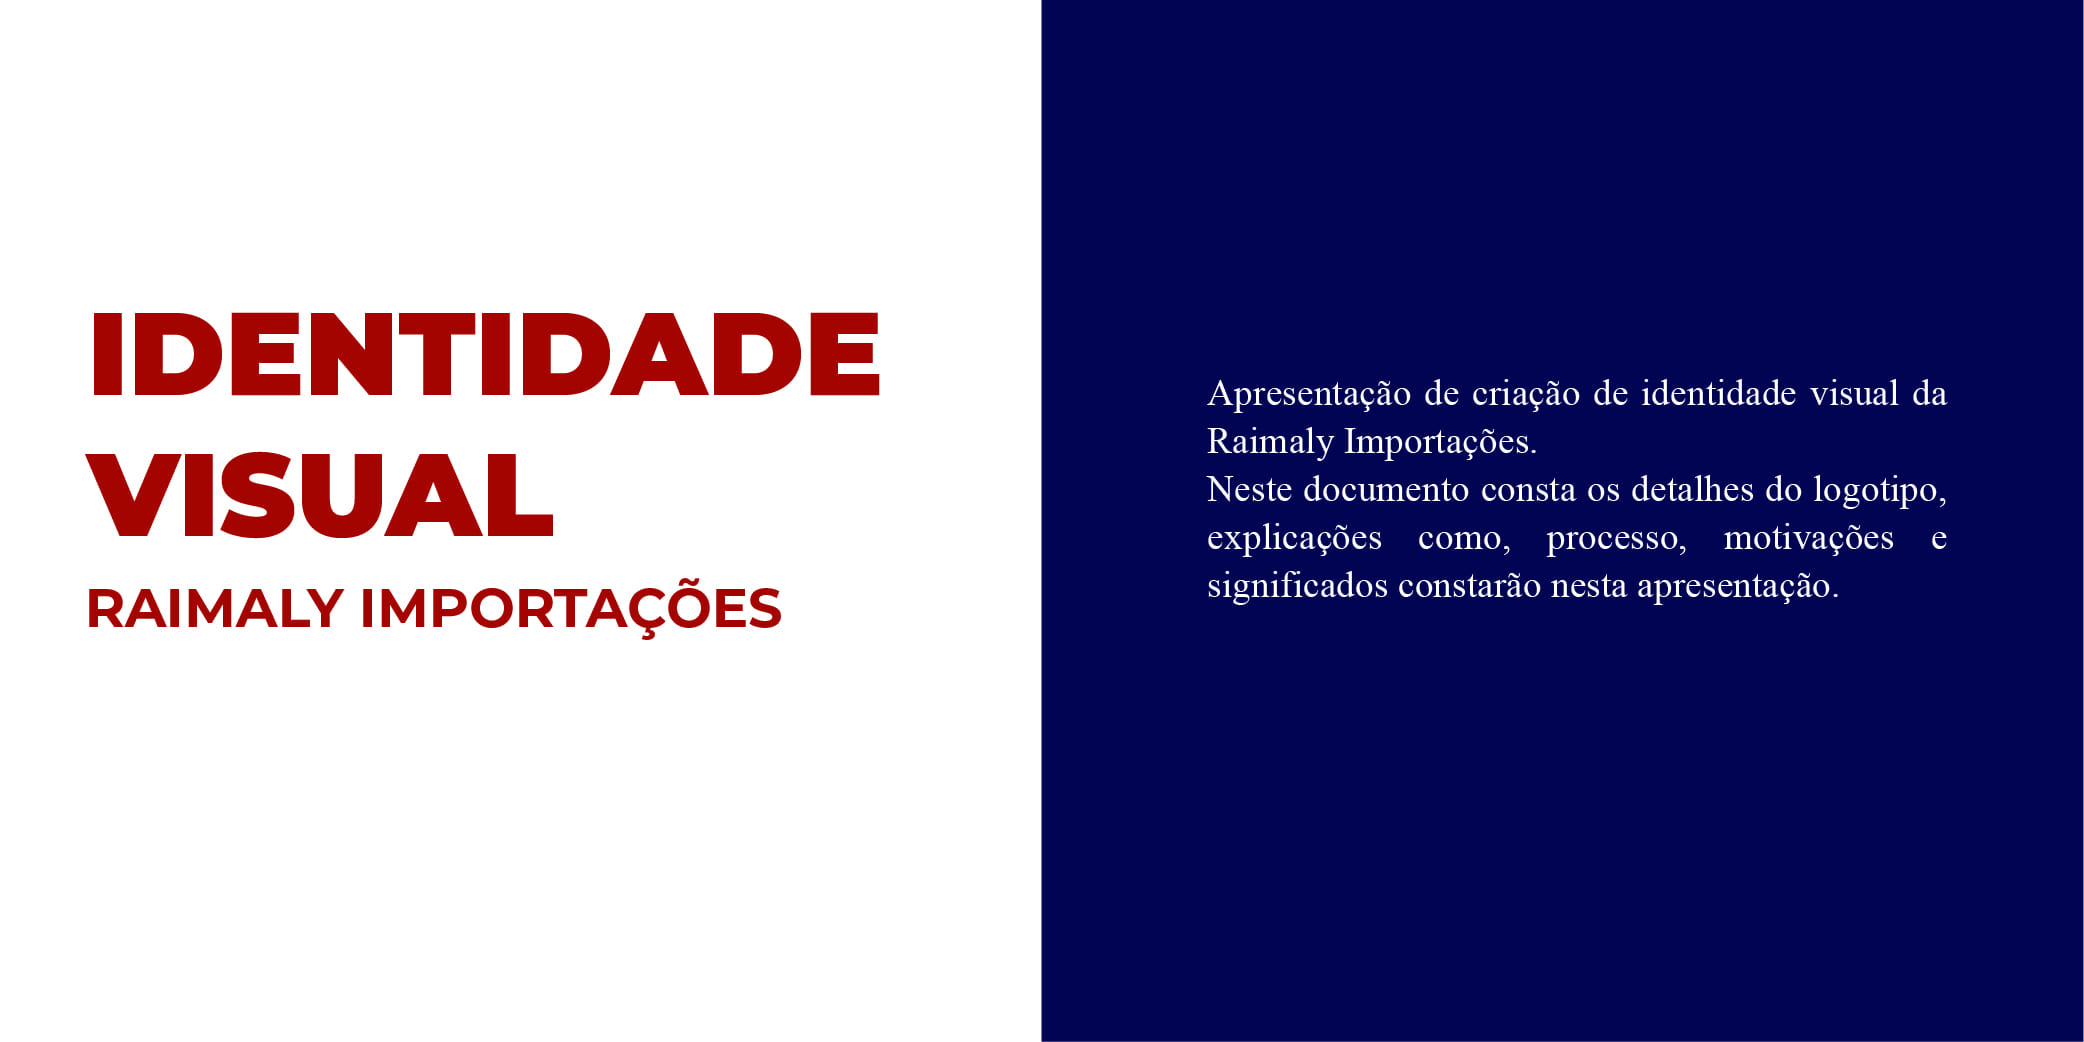 IDENTIDADE
VISUAL
RAIMALY IMPORTAÇÕES
Apresentação de criação de identidade visual da
Raimaly Importações.
Neste documento consta os detalhes do logotipo,
explicações como, processo, motivações e
significados constarão nesta apresentação.